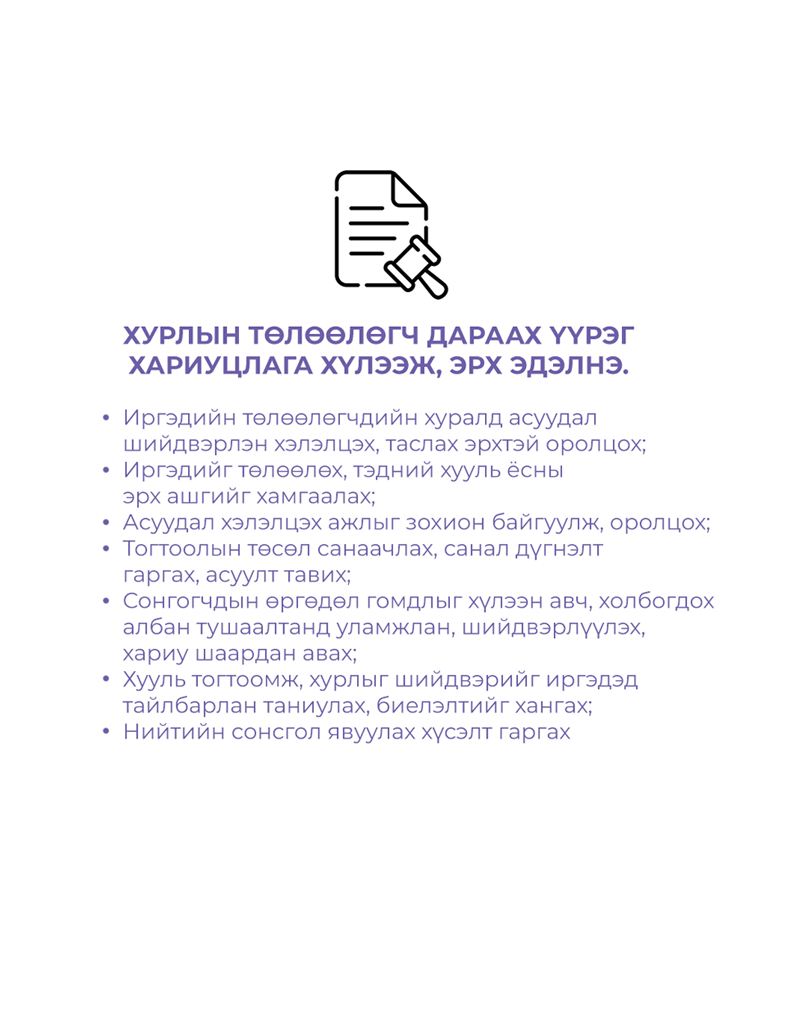 ХУРЛЫН ТӨЛӨӨЛӨГЧ ДАРААХ ҮҮРЭГ
ХАРИУЦЛАГА ХҮЛЭЭЖ, ЭРХ ЭДЭЛНЭ.
• Иргэдийн төлөөлөгчдийн хуралд асуудал
шийдвэрлэн хэлэлцэх, таслах эрхтэй оролцох;
• Иргэдийг төлөөлөх, тэдний хууль ёсны
эрх ашгийг хамгаалах;
• Асуудал хэлэлцэх ажлыг зохион байгуулж, оролцох;
• Тогтоолын төсөл санаачлах, санал дүгнэлт
гаргах, асуулт тавих;
• Сонгогчдын өргөдөл гомдлыг хүлээн авч, холбогдох
албан тушаалтанд уламжлан, шийдвэрлүүлэх,
хариу шаардан авах;
• Хууль тогтоомж, хурлыг шийдвэрийг иргэдэд
тайлбарлан таниулах, биелэлтийг хангах;
• Нийтийн сонсгол явуулах хүсэлт гаргах